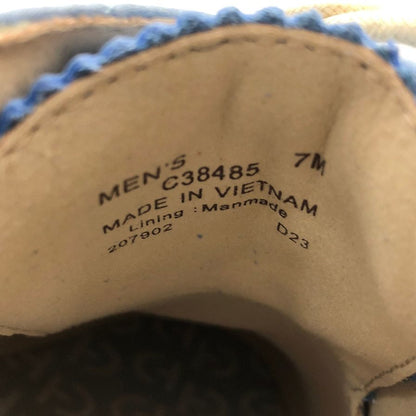 MEN'S
C38485 7M
MADE IN VIETNAM
Lining : Manmade
207902 D23